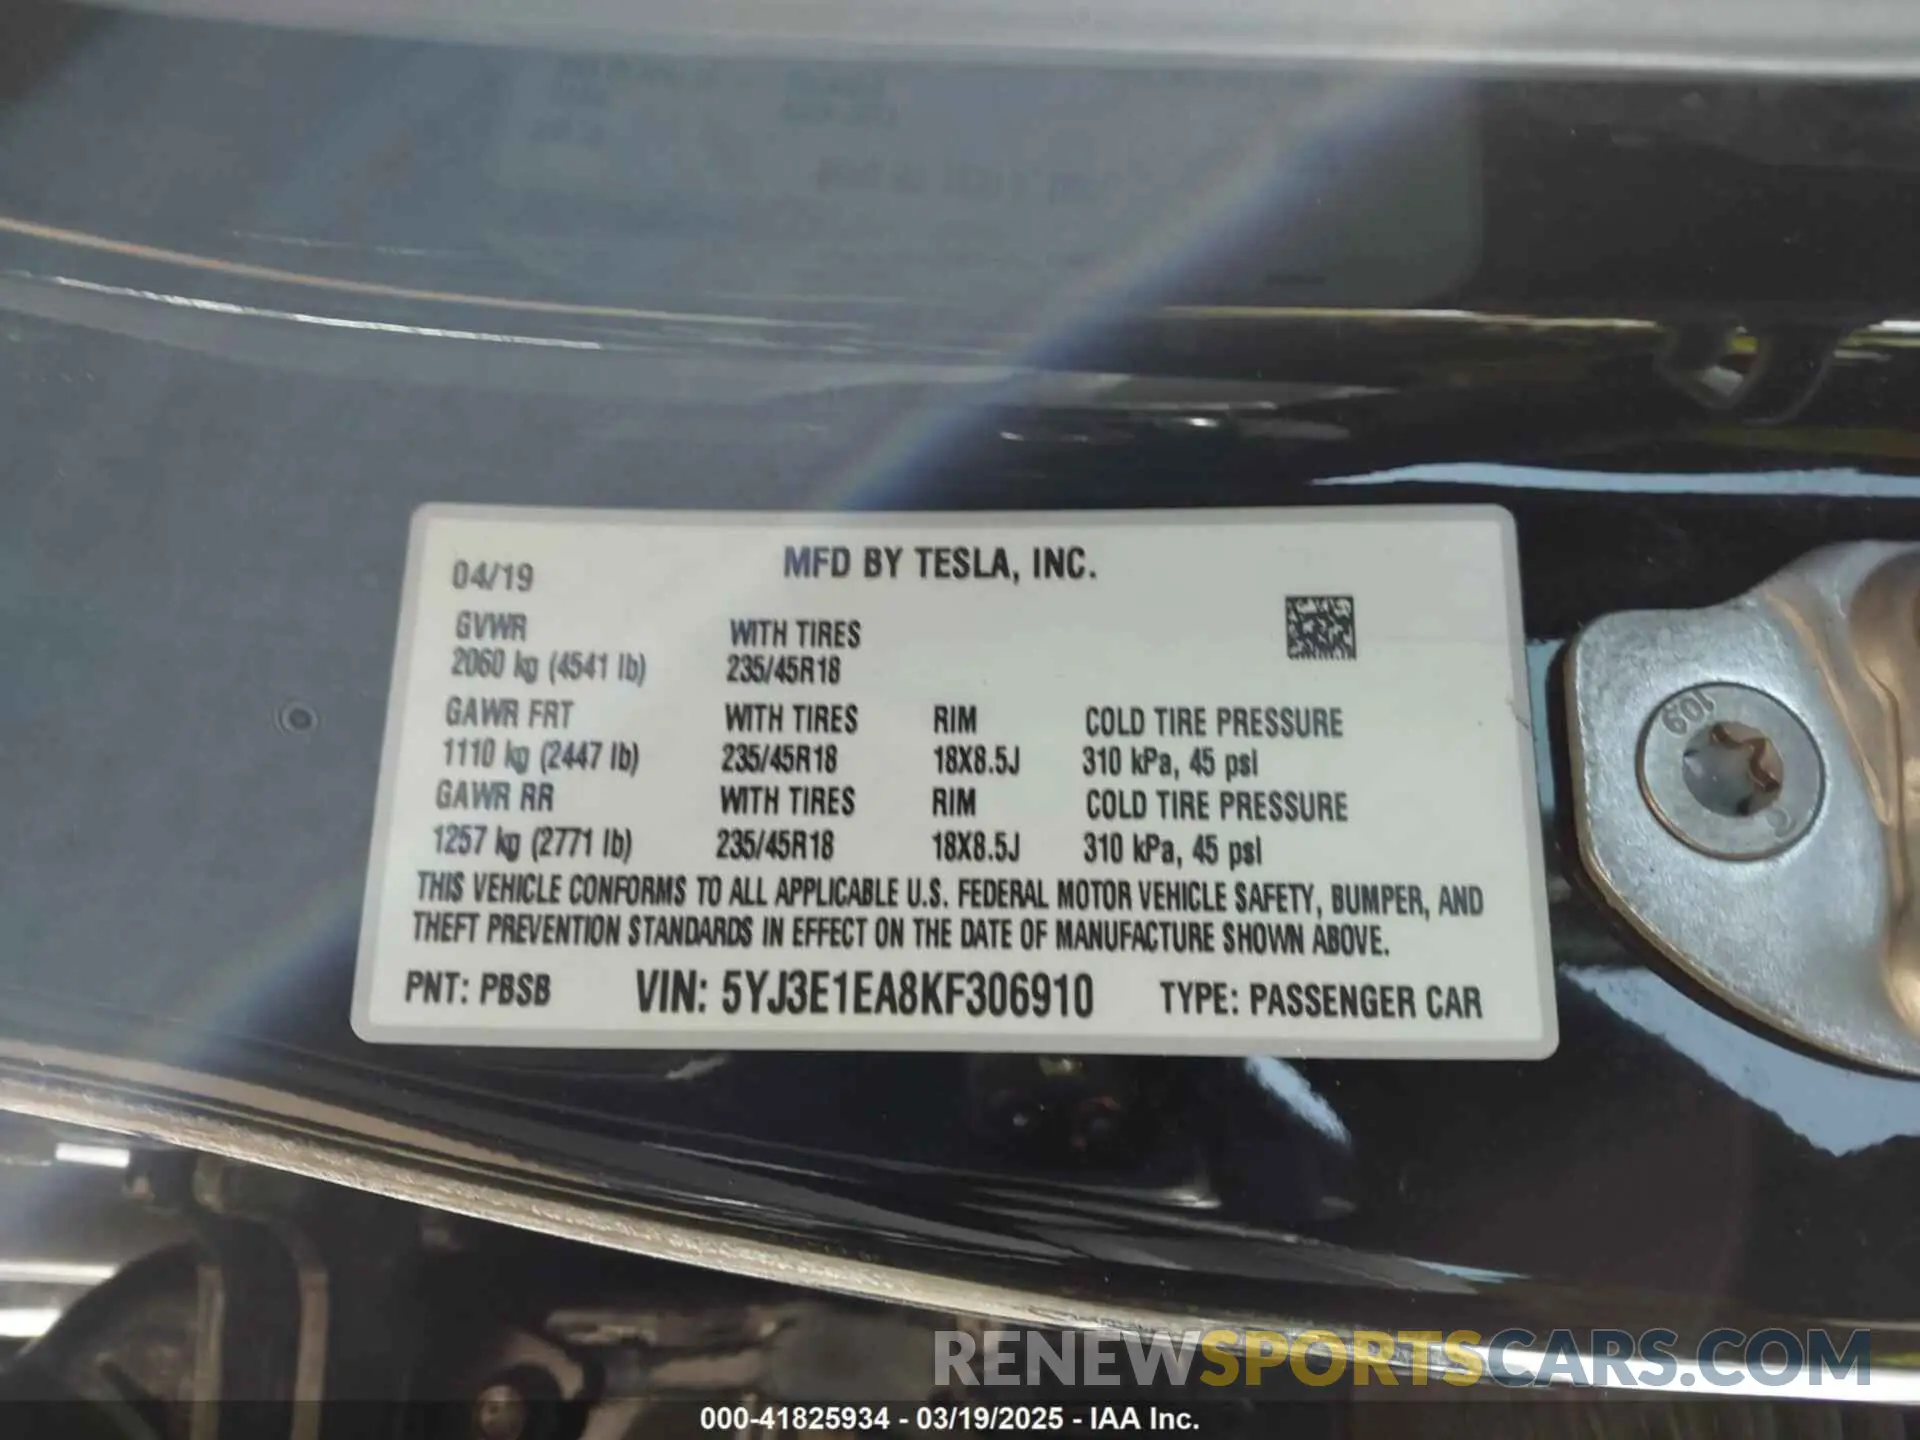 04/19 MFD BY TESLA, INC.
GVWR WITH TIRES
2060 kg (4541 lb) 235/45R18
GAWR FRT WITH TIRES RIM COLD TIRE PRESSURE
1110 kg (2447 lb) 235/45R18 18X8.5J 310 kPa, 45 psi
GAWR RR WITH TIRES RIM COLD TIRE PRESSURE
1257 kg (2771 lb) 235/45R18 18X8.5J 310 kPa, 45 psi
THIS VEHICLE CONFORMS TO ALL APPLICABLE U.S. FEDERAL MOTOR VEHICLE SAFETY, BUMPER, AND
THEFT PREVENTION STANDARDS IN EFFECT ON THE DATE OF MANUFACTURE SHOWN ABOVE.
PNT: PBSB VIN: 5YJ3E1EA8KF306910 TYPE: PASSENGER CAR
RENEWSPORTSCARS.COM
000-41825934 - 03/19/2025 - IAA Inc.